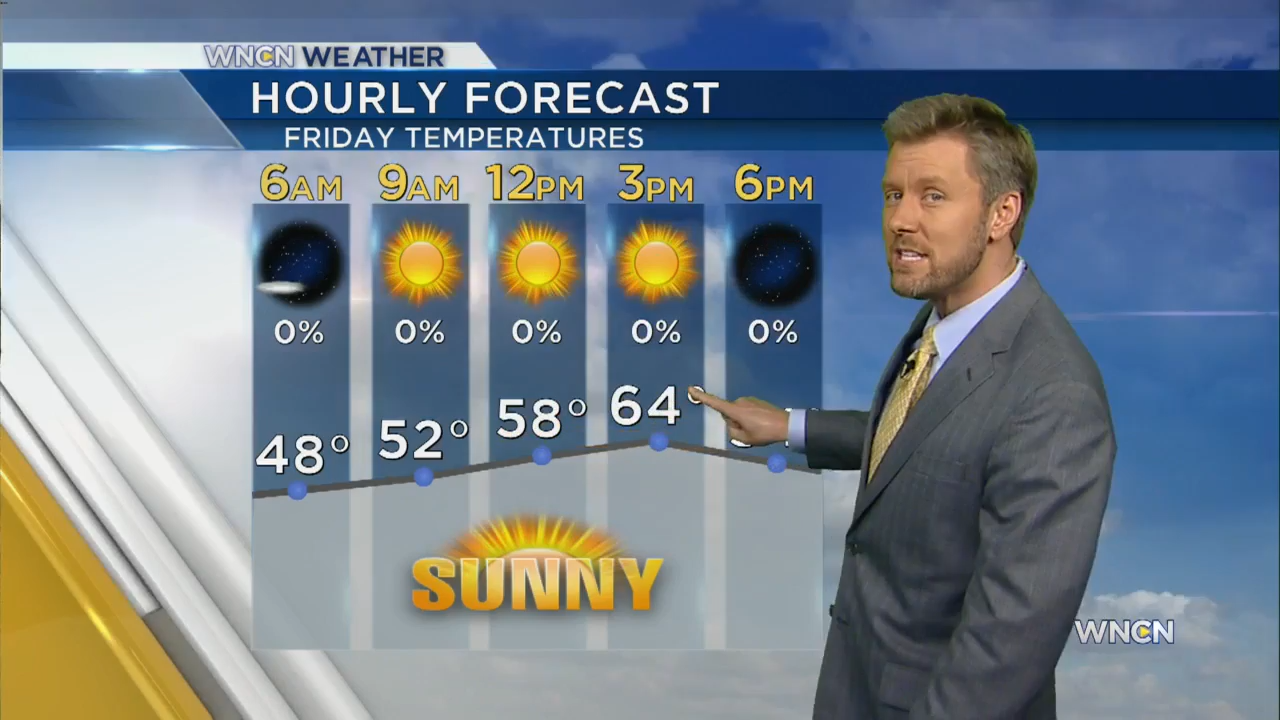 WNCN WEATHER
HOURLY FORECAST
FRIDAY TEMPERATURES
6AM 9AM 12PM 3PM 6PM
0% 0% 0% 0% 0%
48° 52° 58° 64°
SUNNY
WNCN